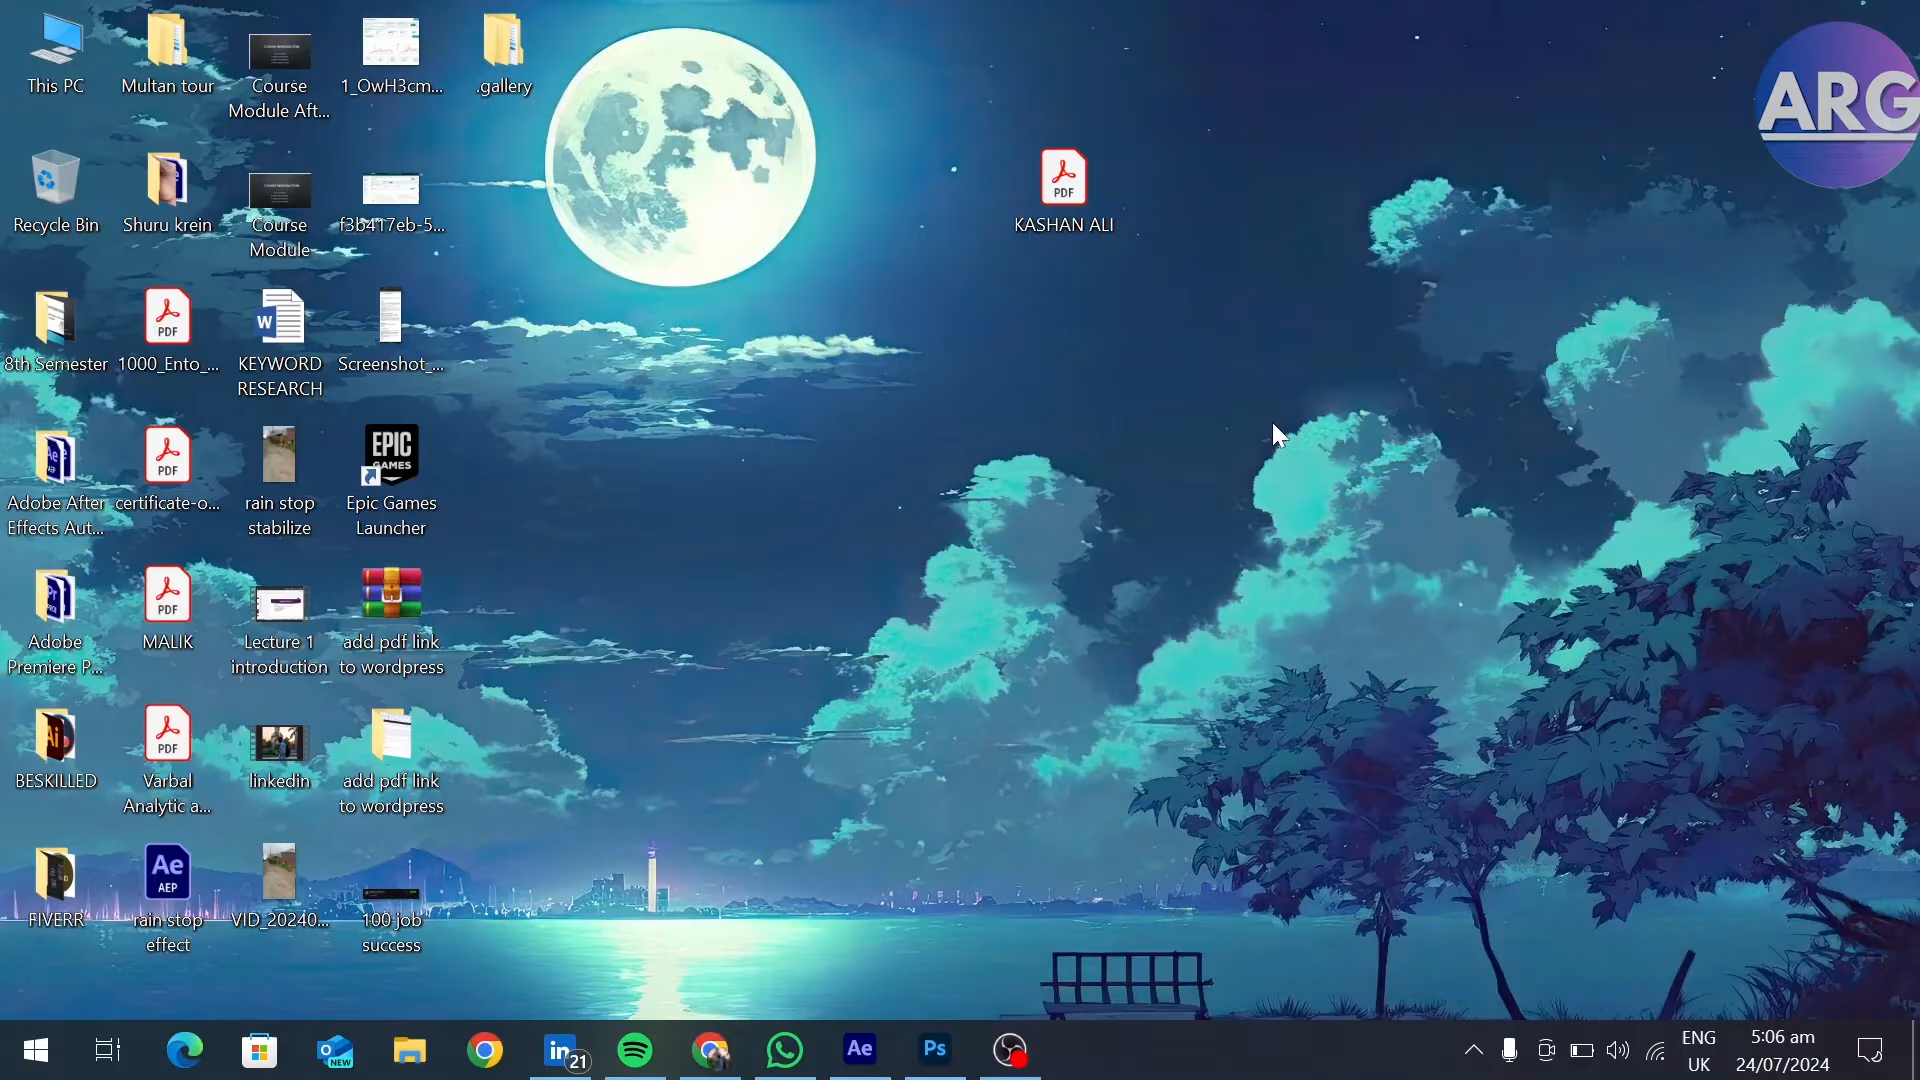 This PC
Multan tour
Course
Module Aft...
1_OwH3cm...
.gallery
ARG
Recycle Bin
Shuru krein
Course
Module
f3b417eb-5...
PDF
KASHAN ALI
8th Semester
PDF
1000_Ento_...
W
KEYWORD
RESEARCH
Screenshot_...
Adobe After
Effects Aut...
PDF
certificate-o...
rain stop
stabilize
EPIC
GAMES
Epic Games
Launcher
Adobe
Premiere P...
PDF
MALIK
Lecture 1
introduction
add pdf link
to wordpress
Ai
BESKILLED
PDF
Varbal
Analytic a...
linkedin
add pdf link
to wordpress
FIVERR
Ae
AEP
rain stop
effect
VID_20240...
100 job
success
O
NEW
in
21
Ae
Ps
ENG
UK
5:06 am
24/07/2024